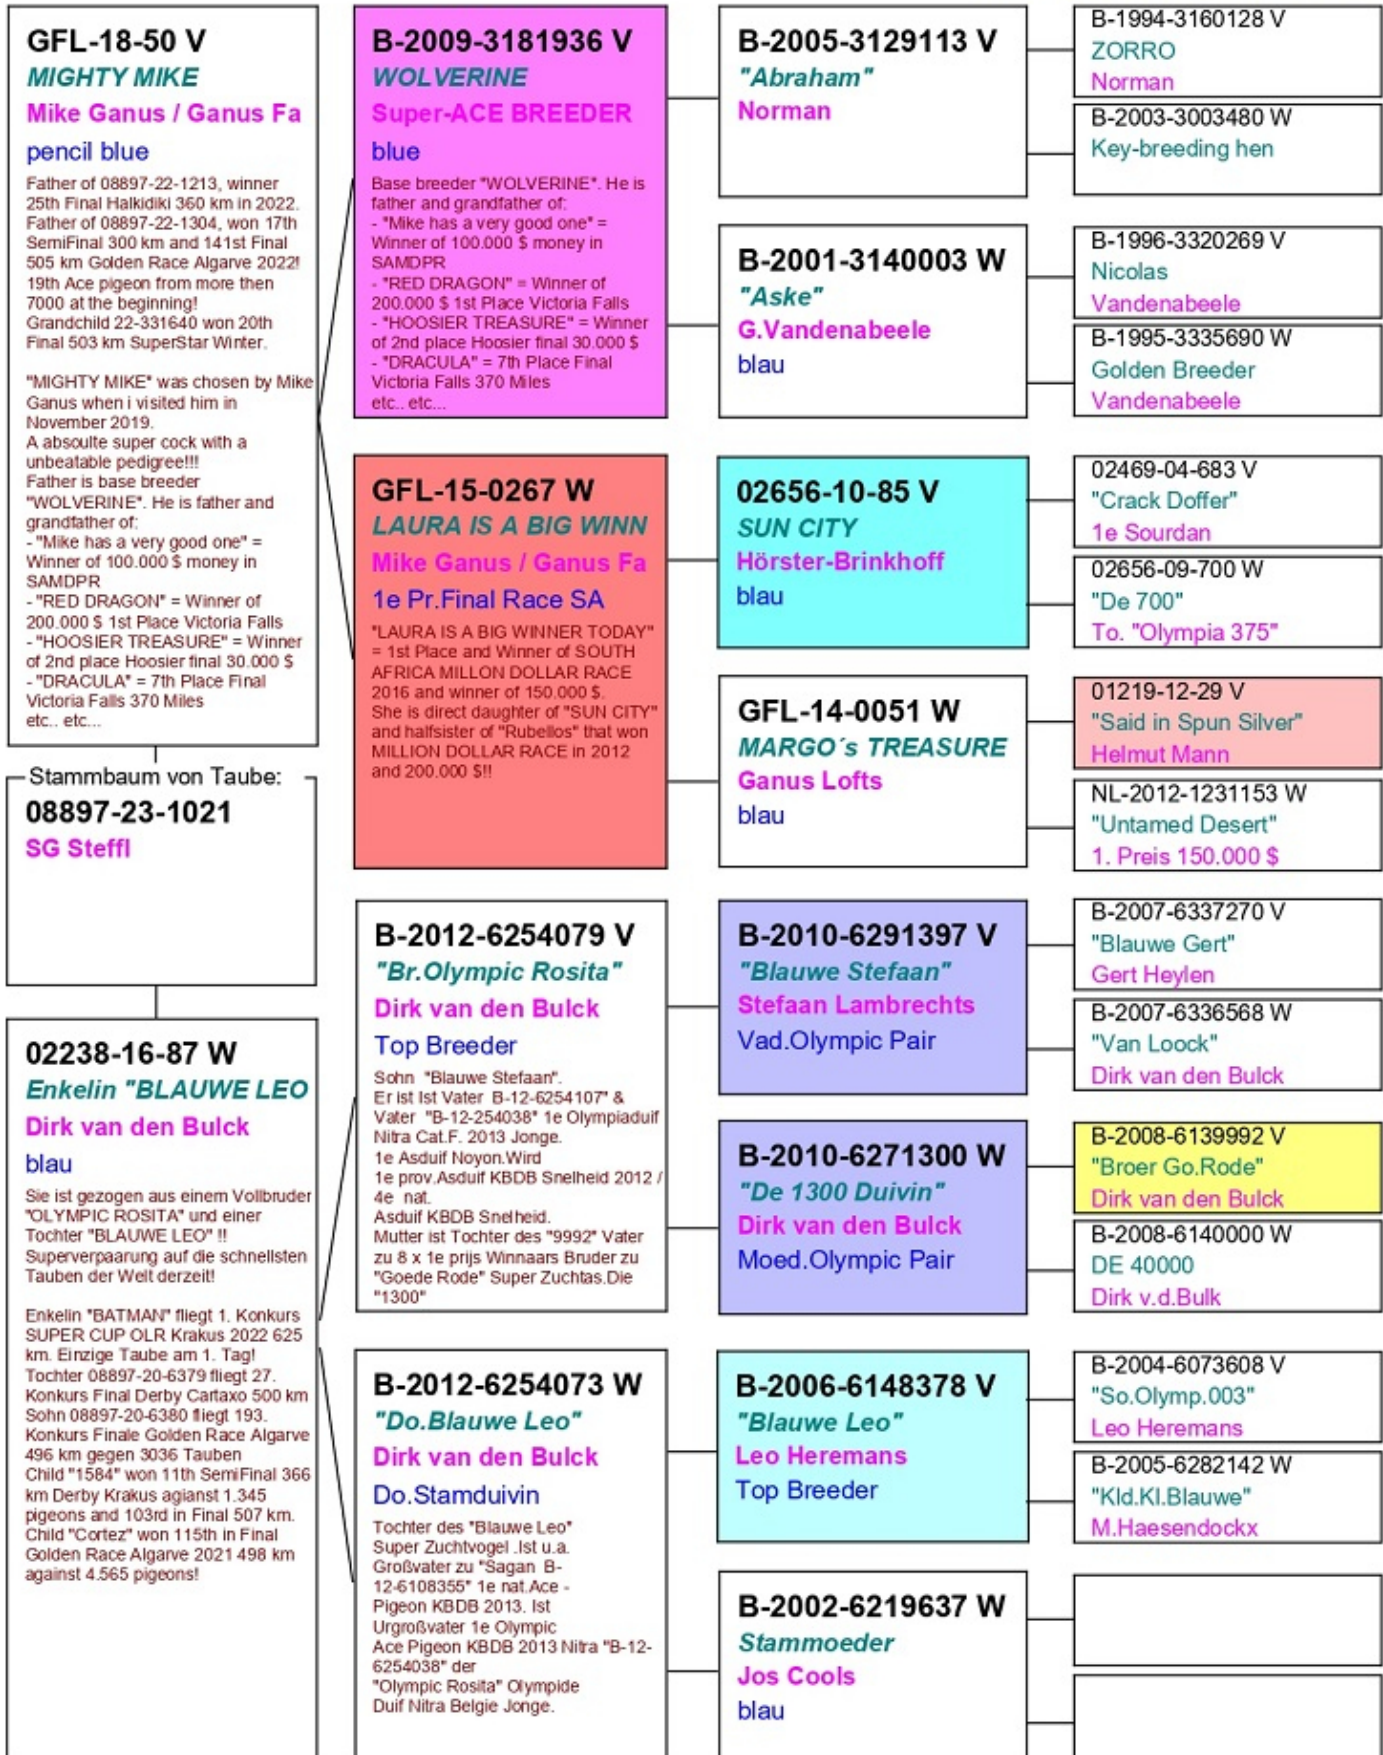 GFL-18-50 V
MIGHTY MIKE
Mike Ganus / Ganus Fa
pencil blue
Father of 08897-22-1213, winner
25th Final Halkidiki 360 km in 2022.
Father of 08897-22-1304, won 17th
SemiFinal 300 km and 141st Final
505 km Golden Race Algarve 2022!
19th Ace pigeon from more then
7000 at the beginning!
Grandchild 22-331640 won 20th
Final 503 km SuperStar Winter.
"MIGHTY MIKE" was chosen by Mike
Ganus when i visited him in
November 2019.
A absoulte super cock with a
unbeatable pedigree!!!
Father is base breeder
"WOLVERINE". He is father and
grandfather of:
- "Mike has a very good one" =
Winner of 100.000 $ money in
SAMDPR
- "RED DRAGON" = Winner of
200.000 $ 1st Place Victoria Falls
- "HOOSIER TREASURE" = Winner
of 2nd place Hoosier final 30.000 $
- "DRACULA" = 7th Place Final
Victoria Falls 370 Miles
etc.. etc...
Stammbaum von Taube:
08897-23-1021
SG Steffl
02238-16-87 W
Enkelin "BLAUWE LEO
Dirk van den Bulck
blau
Sie ist gezogen aus einem Vollbruder
"OLYMPIC ROSITA" und einer
Tochter "BLAUWE LEO" !!
Superverpaarung auf die schnellsten
Tauben der Welt derzeit!
Enkelin "BATMAN" fliegt 1. Konkurs
SUPER CUP OLR Krakus 2022 625
km. Einzige Taube am 1. Tag!
Tochter 08897-20-6379 fliegt 27.
Konkurs Final Derby Cartaxo 500 km
Sohn 08897-20-6380 fliegt 193.
Konkurs Finale Golden Race Algarve
496 km gegen 3036 Tauben
Child "1584" won 11th SemiFinal 366
km Derby Krakus agianst 1.345
pigeons and 103rd in Final 507 km.
Child "Cortez" won 115th in Final
Golden Race Algarve 2021 498 km
against 4.565 pigeons!
B-2009-3181936 V
WOLVERINE
Super-ACE BREEDER
blue
Base breeder "WOLVERINE". He is
father and grandfather of:
- "Mike has a very good one" =
Winner of 100.000 $ money in
SAMDPR
- "RED DRAGON" = Winner of
200.000 $ 1st Place Victoria Falls
- "HOOSIER TREASURE" = Winner
of 2nd place Hoosier final 30.000 $
- "DRACULA" = 7th Place Final
Victoria Falls 370 Miles
etc.. etc...
GFL-15-0267 W
LAURA IS A BIG WINN
Mike Ganus / Ganus Fa
1e Pr.Final Race SA
"LAURA IS A BIG WINNER TODAY"
= 1st Place and Winner of SOUTH
AFRICA MILLON DOLLAR RACE
2016 and winner of 150.000 $.
She is direct daughter of "SUN CITY"
and halfsister of "Rubellos" that won
MILLION DOLLAR RACE in 2012
and 200.000 $!!
B-2012-6254079 V
"Br.Olympic Rosita"
Dirk van den Bulck
Top Breeder
Sohn "Blauwe Stefaan".
Er ist Ist Vater B-12-6254107" &
Vater "B-12-254038" 1e Olympiaduif
Nitra Cat.F. 2013 Jonge.
1e Asduif Noyon.Wird
1e prov.Asduif KBDB Snelheid 2012 /
4e nat.
Asduif KBDB Snelheid.
Mutter ist Tochter des "9992" Vater
zu 8 x 1e prijs Winnaars Bruder zu
"Goede Rode" Super Zuchtas.Die
"1300"
B-2012-6254073 W
"Do.Blauwe Leo"
Dirk van den Bulck
Do.Stamduivin
Tochter des "Blauwe Leo"
Super Zuchtvogel .Ist u.a.
Großvater zu "Sagan B-
12-6108355" 1e nat.Ace -
Pigeon KBDB 2013. Ist
Urgroßvater 1e Olympic
Ace Pigeon KBDB 2013 Nitra "B-12-
6254038" der
"Olympic Rosita" Olympide
Duif Nitra Belgie Jonge.
B-2005-3129113 V
"Abraham"
Norman
B-2001-3140003 W
"Aske"
G.Vandenabeele
blau
02656-10-85 V
SUN CITY
Hörster-Brinkhoff
blau
GFL-14-0051 W
MARGO´s TREASURE
Ganus Lofts
blau
B-2010-6291397 V
"Blauwe Stefaan"
Stefaan Lambrechts
Vad.Olympic Pair
B-2010-6271300 W
"De 1300 Duivin"
Dirk van den Bulck
Moed.Olympic Pair
B-2006-6148378 V
"Blauwe Leo"
Leo Heremans
Top Breeder
B-2002-6219637 W
Stammoeder
Jos Cools
blau
B-1994-3160128 V
ZORRO
Norman
B-2003-3003480 W
Key-breeding hen
B-1996-3320269 V
Nicolas
Vandenabeele
B-1995-3335690 W
Golden Breeder
Vandenabeele
02469-04-683 V
"Crack Doffer"
1e Sourdan
02656-09-700 W
"De 700"
To. "Olympia 375"
01219-12-29 V
"Said in Spun Silver"
Helmut Mann
NL-2012-1231153 W
"Untamed Desert"
1. Preis 150.000 $
B-2007-6337270 V
"Blauwe Gert"
Gert Heylen
B-2007-6336568 W
"Van Loock"
Dirk van den Bulck
B-2008-6139992 V
"Broer Go.Rode"
Dirk van den Bulck
B-2008-6140000 W
DE 40000
Dirk v.d.Bulk
B-2004-6073608 V
"So.Olymp.003"
Leo Heremans
B-2005-6282142 W
"Kld.Kl.Blauwe"
M.Haesendockx